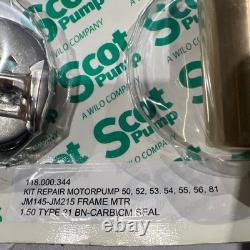 Scot
Pump
A WILO COMPANY
Scot
Pump
A WILO COMPANY
118.000.344
KIT REPAIR MOTORPUMP 50, 52, 53, 54, 55, 56, 81
JM145-JM215 FRAME MTR
1.50 TYPE 21 BN-CARB/CM SEAL